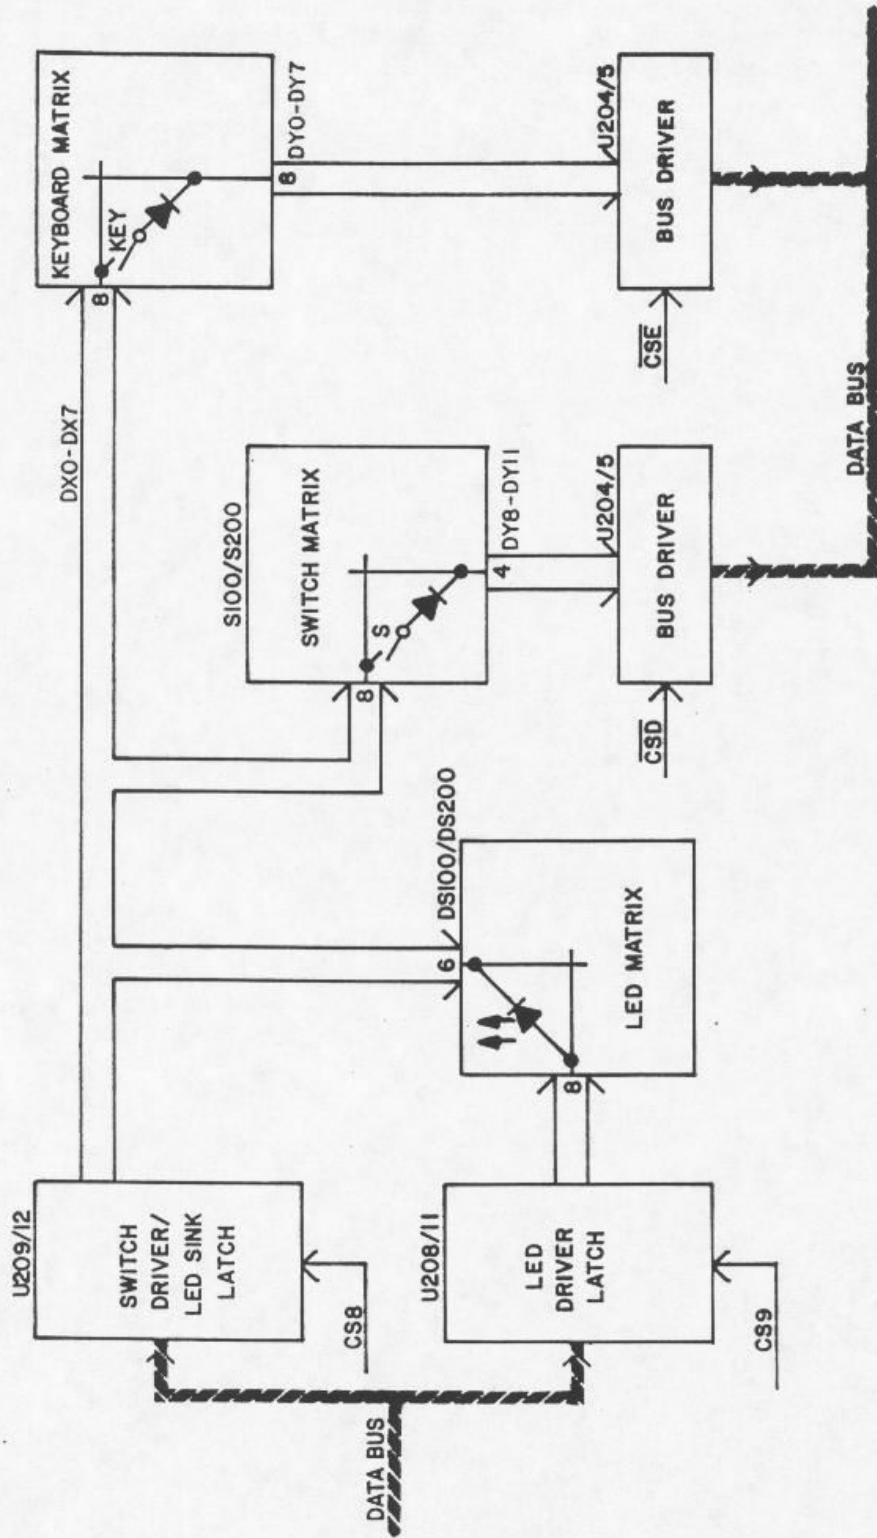 U209/12
SWITCH
DRIVER/
LED SINK
LATCH
CS8
DATA BUS
U208/11
LED
DRIVER
LATCH
CS9
DX0-DX7
6
DS100/DS200
8
LED MATRIX
S100/S200
SWITCH MATRIX
8
S
4
DY8-DY11
U204/5
BUS DRIVER
C̅S̅D̅
KEYBOARD MATRIX
8
KEY
8
DY0-DY7
U204/5
BUS DRIVER
C̅S̅E̅
DATA BUS